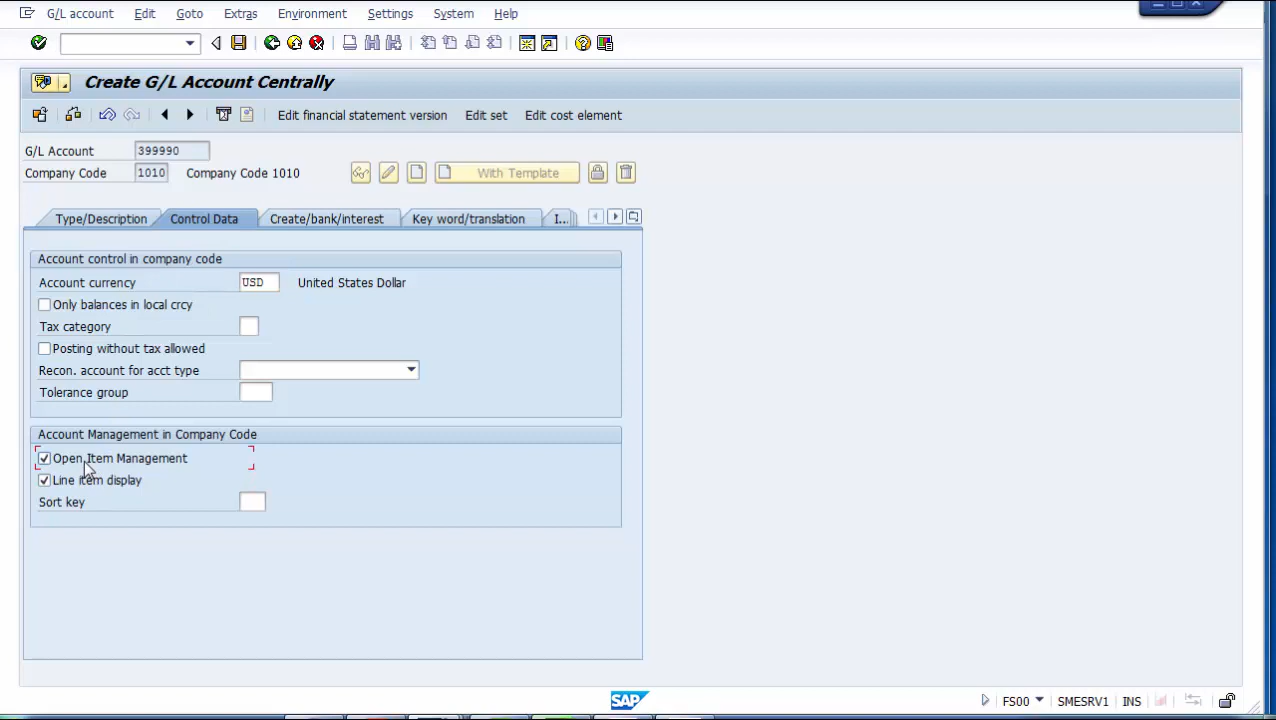 G/L account Edit Goto Extras Environment Settings System Help
Create G/L Account Centrally
Edit financial statement version Edit set Edit cost element
G/L Account 399990
Company Code 1010 Company Code 1010 With Template
Type/Description Control Data Create/bank/interest Key word/translation I...
Account control in company code
Account currency USD United States Dollar
Only balances in local crcy
Tax category
Posting without tax allowed
Recon. account for acct type
Tolerance group
Account Management in Company Code
Open Item Management
Line item display
Sort key
SAP FS00 SMESRV1 INS